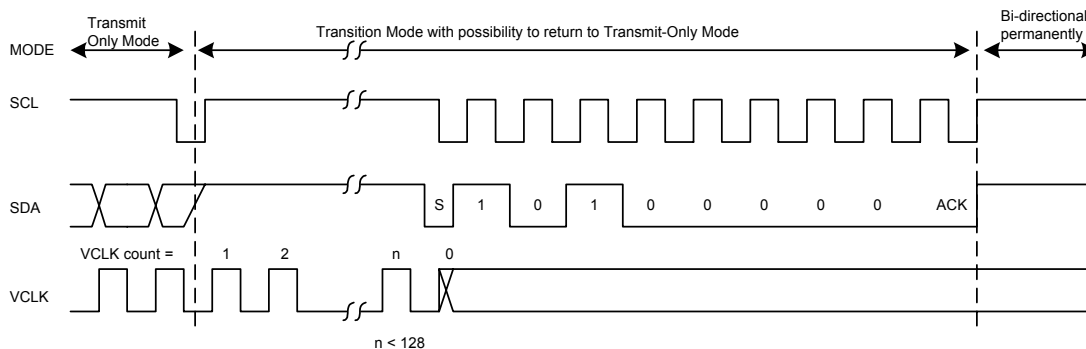 Transmit
Only Mode
Transition Mode with possibility to return to Transmit-Only Mode
Bi-directional
permanently
MODE
SCL
SDA
S 1 0 1 0 0 0 0 0 ACK
VCLK count = 1 2 n 0
VCLK
n < 128